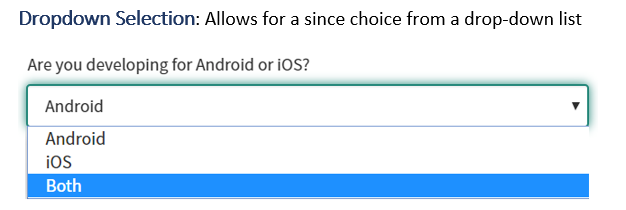 Dropdown Selection: Allows for a since choice from a drop-down list
Are you developing for Android or iOS?
Android
Android
iOS
Both